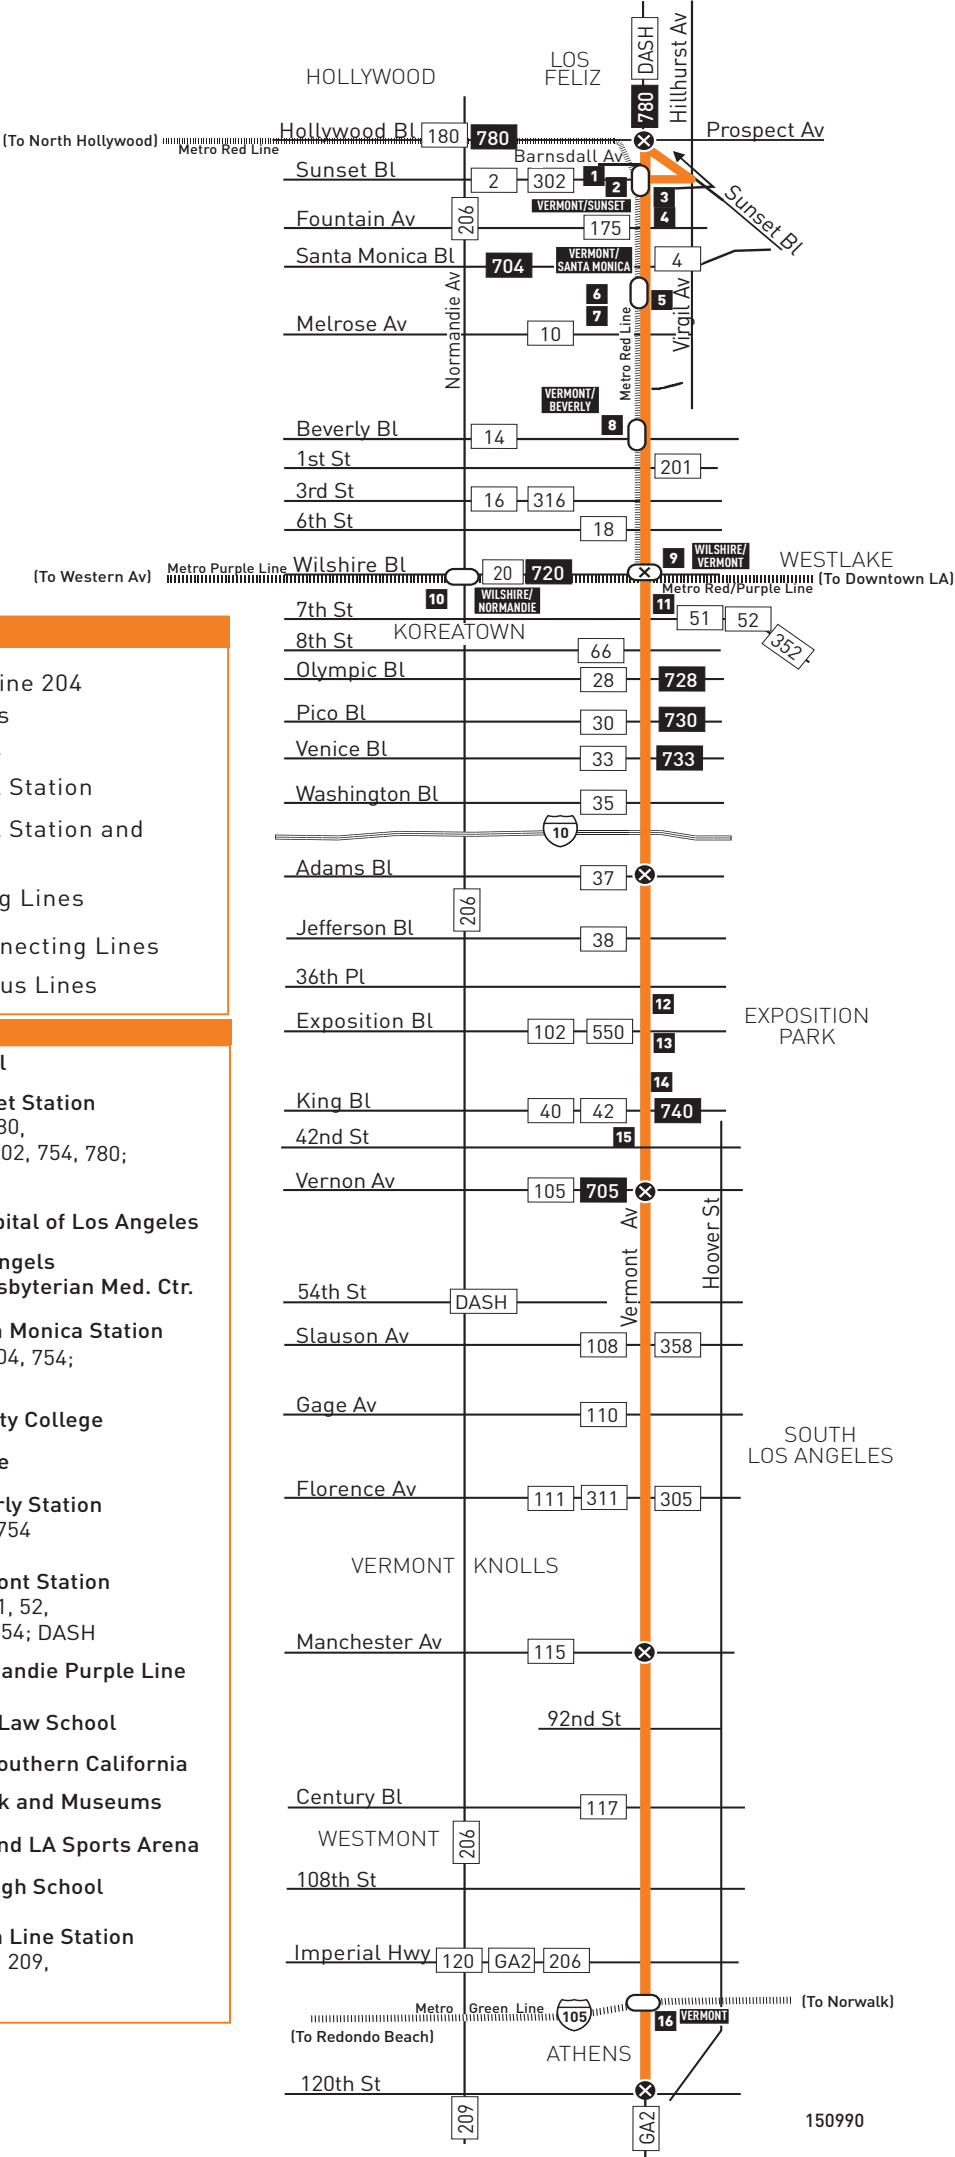 HOLLYWOOD
LOS
FELIZ
DASH
Hillhurst Av
780
(To North Hollywood)
Metro Red Line
Hollywood Bl
180
780
Prospect Av
Barnsdall Av
Sunset Bl
2
302
1
2
VERMONT/SUNSET
3
4
Sunset Bl
Fountain Av
206
175
Santa Monica Bl
704
VERMONT/
SANTA MONICA
4
Normandie Av
6
7
5
Virgil Av
Metro Red Line
Melrose Av
10
VERMONT/
BEVERLY
8
Beverly Bl
14
1st St
201
3rd St
16
316
6th St
18
9
WILSHIRE/
VERMONT
WESTLAKE
(To Western Av)
Metro Purple Line
Wilshire Bl
20
720
(To Downtown LA)
Metro Red/Purple Line
10
WILSHIRE/
NORMANDIE
11
7th St
51
52
352
KOREATOWN
8th St
66
Olympic Bl
28
728
Pico Bl
30
730
Venice Bl
33
733
Washington Bl
35
10
Adams Bl
37
206
Jefferson Bl
38
36th Pl
12
Exposition Bl
102
550
13
EXPOSITION
PARK
14
King Bl
40
42
740
42nd St
15
Vernon Av
105
705
Vermont Av
Hoover St
54th St
DASH
Slauson Av
108
358
Gage Av
110
SOUTH
LOS ANGELES
Florence Av
111
311
305
VERMONT KNOLLS
Manchester Av
115
92nd St
Century Bl
117
WESTMONT
206
108th St
Imperial Hwy
120
GA2
206
Metro Green Line
105
(To Redondo Beach)
(To Norwalk)
16
VERMONT
ATHENS
120th St
209
GA2
150990
ine 204
s
Station
Station and
g Lines
necting Lines
us Lines
l
et Station
80,
02, 754, 780;
pital of Los Angeles
ngels
sbyterian Med. Ctr.
Monica Station
04, 754;
ty College
e
rly Station
754
ont Station
1, 52,
54; DASH
andie Purple Line
Law School
outhern California
k and Museums
nd LA Sports Arena
gh School
Line Station
209,